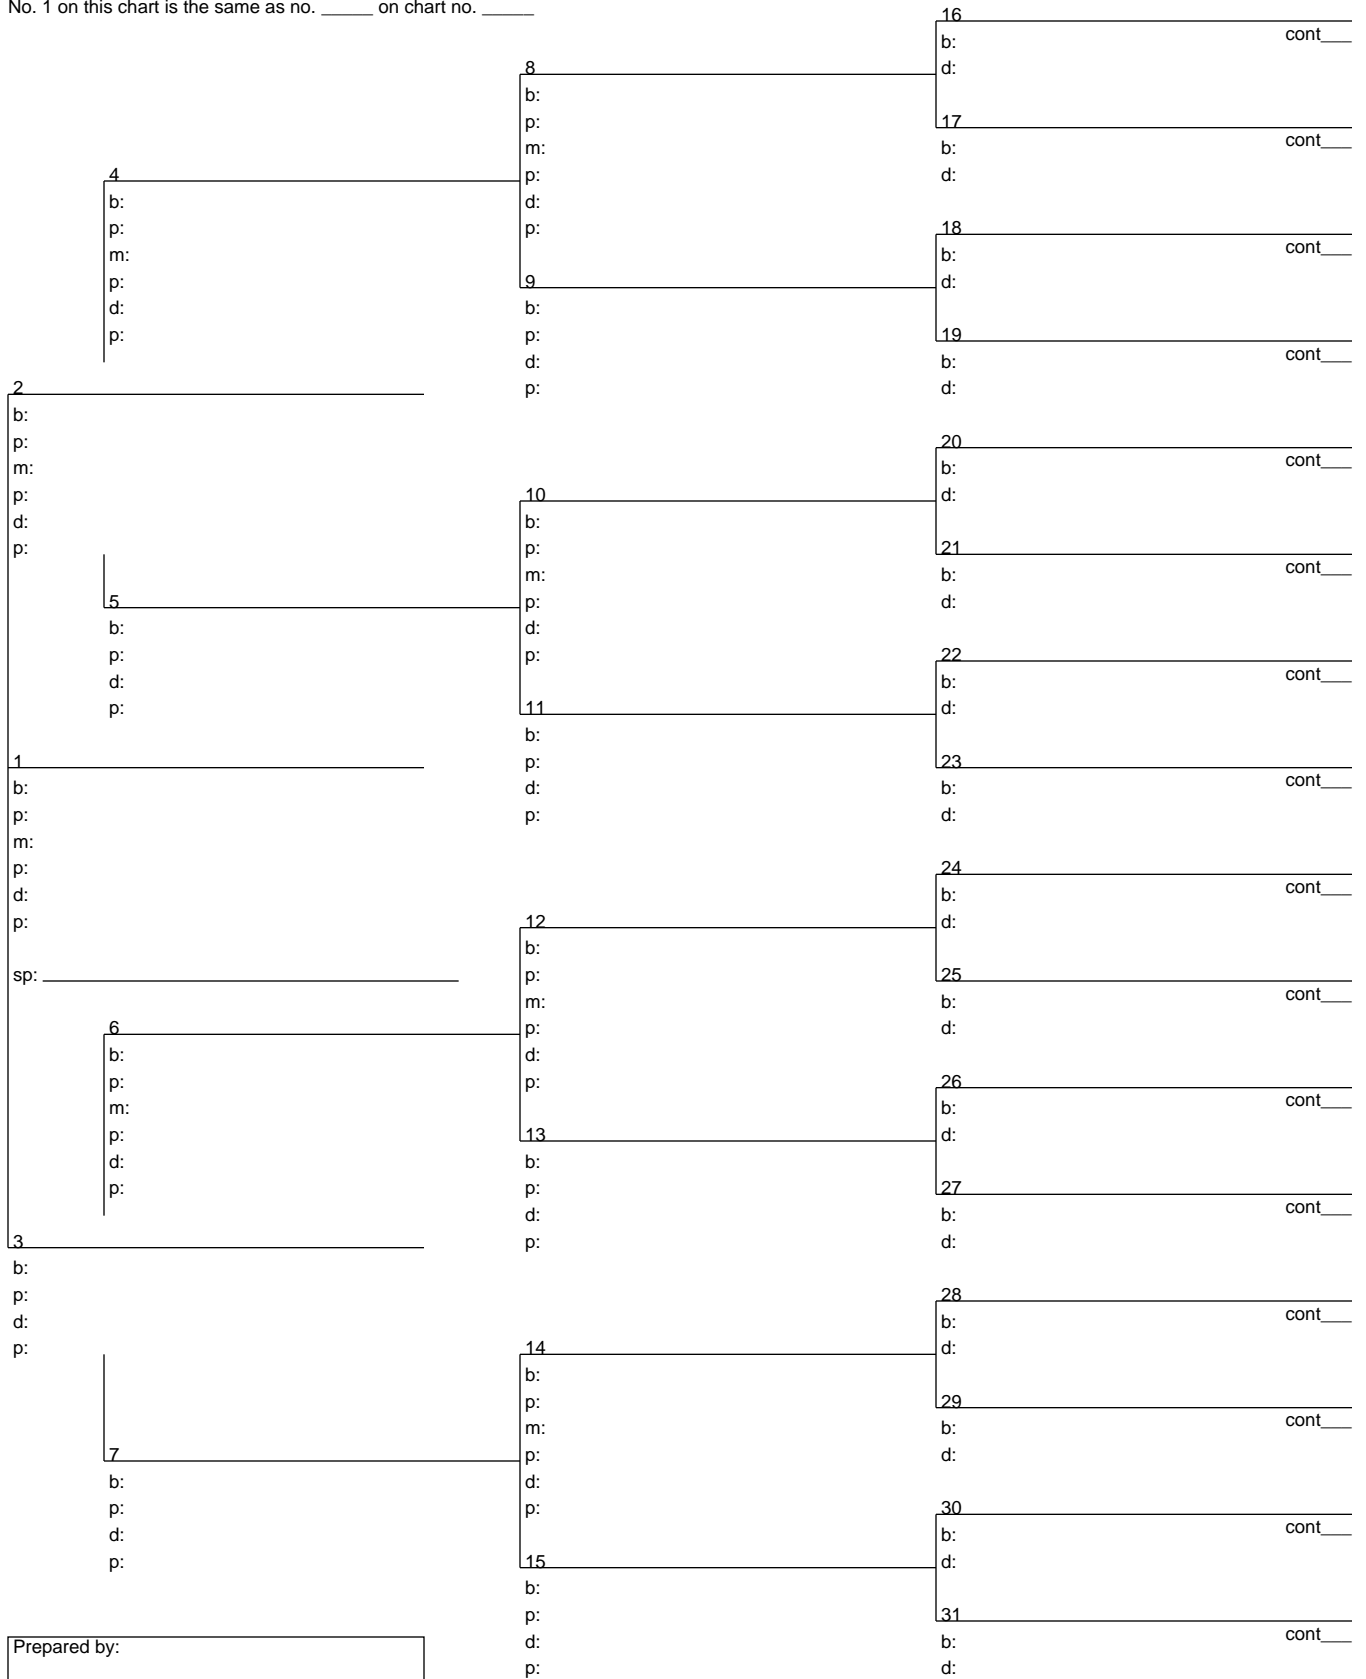 No. 1 on this chart is the same as no. _____ on chart no. _____
16
b:
cont___
d:
8
b:
p:
17
m:
b:
cont___
4
p:
d:
b:
d:
p:
p:
18
m:
b:
cont___
p:
9
d:
d:
b:
p:
p:
19
d:
b:
cont___
2
p:
d:
b:
p:
20
m:
b:
cont___
p:
10
d:
d:
b:
p:
p:
21
m:
b:
cont___
5
p:
d:
b:
d:
p:
p:
22
d:
b:
cont___
p:
11
d:
b:
1
p:
23
b:
d:
b:
cont___
p:
p:
d:
m:
p:
24
d:
b:
cont___
p:
12
d:
b:
sp:
p:
25
m:
b:
cont___
6
p:
d:
b:
d:
p:
p:
26
m:
b:
cont___
p:
13
d:
d:
b:
p:
p:
27
d:
b:
cont___
3
p:
d:
b:
p:
28
d:
b:
cont___
p:
14
d:
b:
p:
29
m:
b:
cont___
7
p:
d:
b:
d:
p:
p:
30
d:
b:
cont___
p:
15
d:
b:
p:
31
Prepared by:
d:
b:
cont___
p:
d: